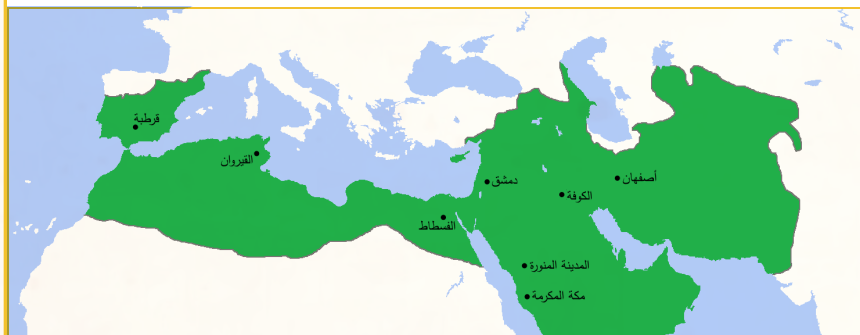 قرطبة
القيروان
دمشق
أصفهان
الكوفة
الفسطاط
المدينة المنورة
مكة المكرمة